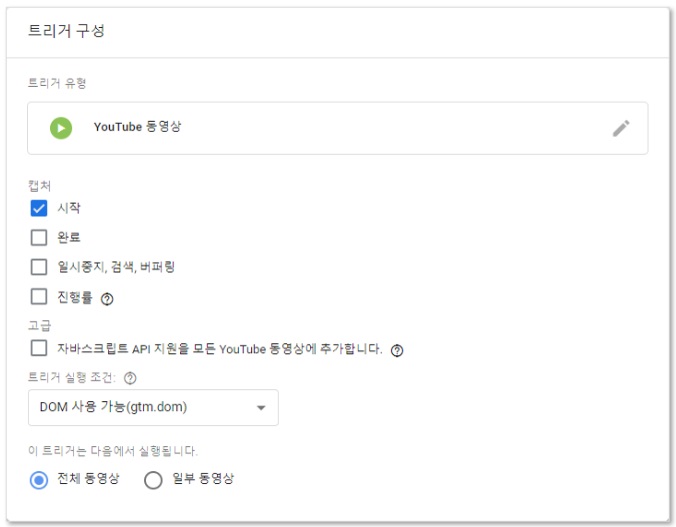 트리거 구성
트리거 유형
YouTube 동영상
캡처
시작
완료
일시중지, 검색, 버퍼링
진행률
고급
자바스크립트 API 지원을 모든 YouTube 동영상에 추가합니다.
트리거 실행 조건:
DOM 사용 가능(gtm.dom)
이 트리거는 다음에서 실행됩니다.
전체 동영상 일부 동영상